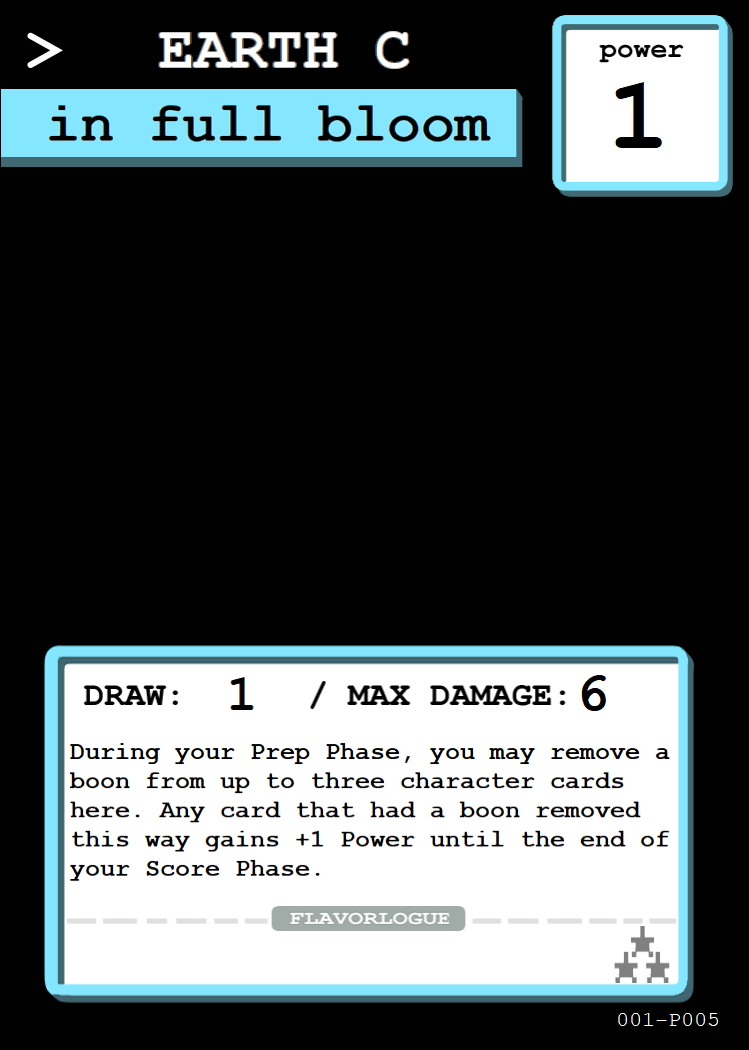 > EARTH C
in full bloom
power
1
DRAW: 1 / MAX DAMAGE: 6
During your Prep Phase, you may remove a
boon from up to three character cards
here. Any card that had a boon removed
this way gains +1 Power until the end of
your Score Phase.
FLAVORLOGUE
001-P005